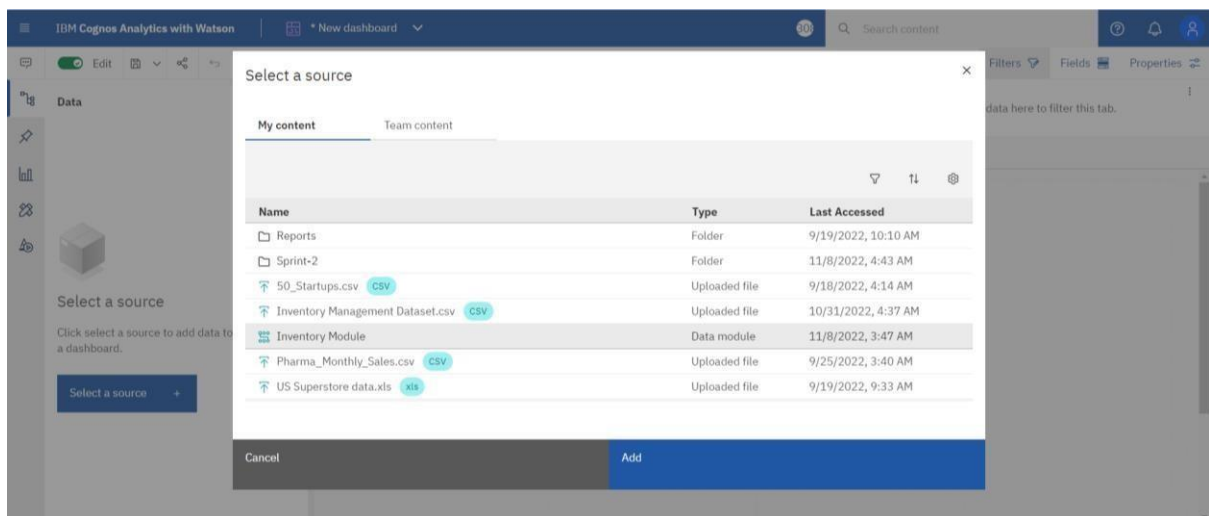 IBM Cognos Analytics with Watson
* New dashboard
Search content
Edit
Filters
Fields
Properties
Data
data here to filter this tab.
Select a source
Click select a source to add data to
a dashboard.
Select a source +
Select a source
My content Team content
Name Type Last Accessed
Reports Folder 9/19/2022, 10:10 AM
Sprint-2 Folder 11/8/2022, 4:43 AM
50_Startups.csv CSV Uploaded file 9/18/2022, 4:14 AM
Inventory Management Dataset.csv CSV Uploaded file 10/31/2022, 4:37 AM
Inventory Module Data module 11/8/2022, 3:47 AM
Pharma_Monthly_Sales.csv CSV Uploaded file 9/25/2022, 3:40 AM
US Superstore data.xls xls Uploaded file 9/19/2022, 9:33 AM
Cancel Add